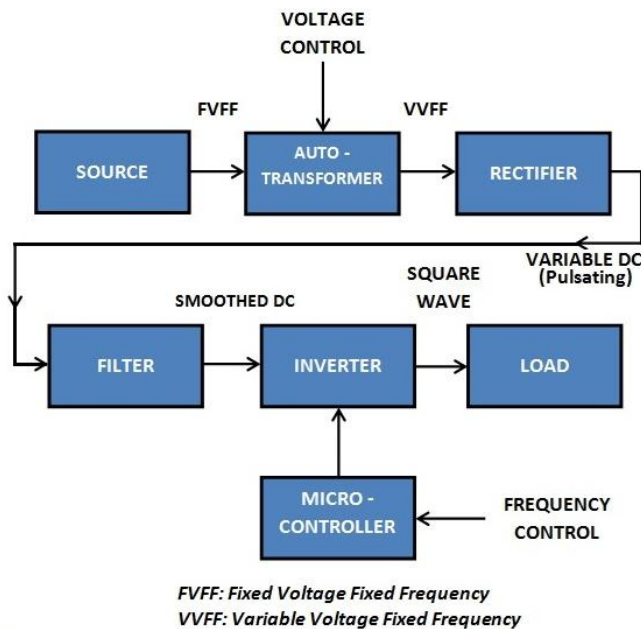 VOLTAGE
CONTROL
FVFF
VVFF
SOURCE
AUTO -
TRANSFORMER
RECTIFIER
VARIABLE DC
(Pulsating)
SQUARE
WAVE
SMOOTHED DC
FILTER
INVERTER
LOAD
MICRO -
CONTROLLER
FREQUENCY
CONTROL
FVFF: Fixed Voltage Fixed Frequency
VVFF: Variable Voltage Fixed Frequency